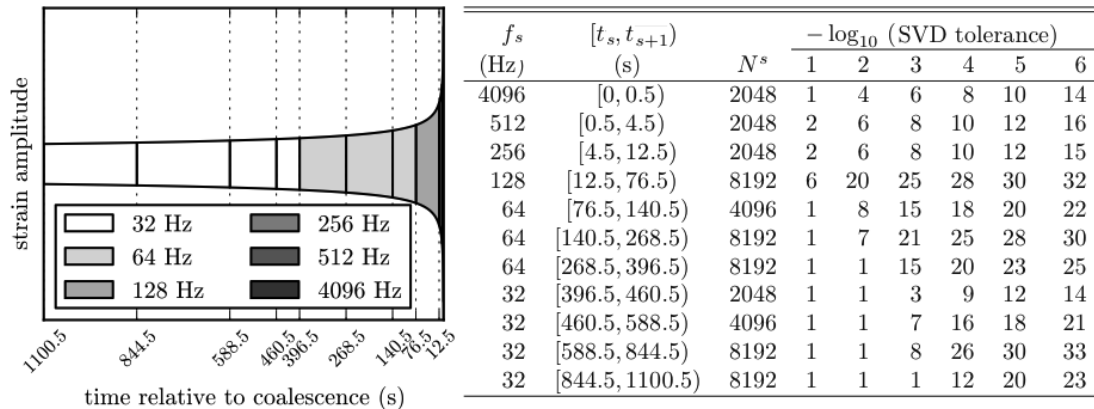 strain amplitude
32 Hz
64 Hz
128 Hz
256 Hz
512 Hz
4096 Hz
1100.5 844.5 588.5 460.5 396.5 268.5 140.5 76.5 12.5
time relative to coalescence (s)
f_s [t_s, t_{s+1}) − log₁₀ (SVD tolerance)
(Hz) (s) N^s 1 2 3 4 5 6
4096 [0, 0.5) 2048 1 4 6 8 10 14
512 [0.5, 4.5) 2048 2 6 8 10 12 16
256 [4.5, 12.5) 2048 2 6 8 10 12 15
128 [12.5, 76.5) 8192 6 20 25 28 30 32
64 [76.5, 140.5) 4096 1 8 15 18 20 22
64 [140.5, 268.5) 8192 1 7 21 25 28 30
64 [268.5, 396.5) 8192 1 1 15 20 23 25
32 [396.5, 460.5) 2048 1 1 3 9 12 14
32 [460.5, 588.5) 4096 1 1 7 16 18 21
32 [588.5, 844.5) 8192 1 1 8 26 30 33
32 [844.5, 1100.5) 8192 1 1 1 12 20 23